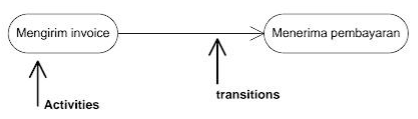 Mengirim invoice
Menerima pembayaran
Activities
transitions